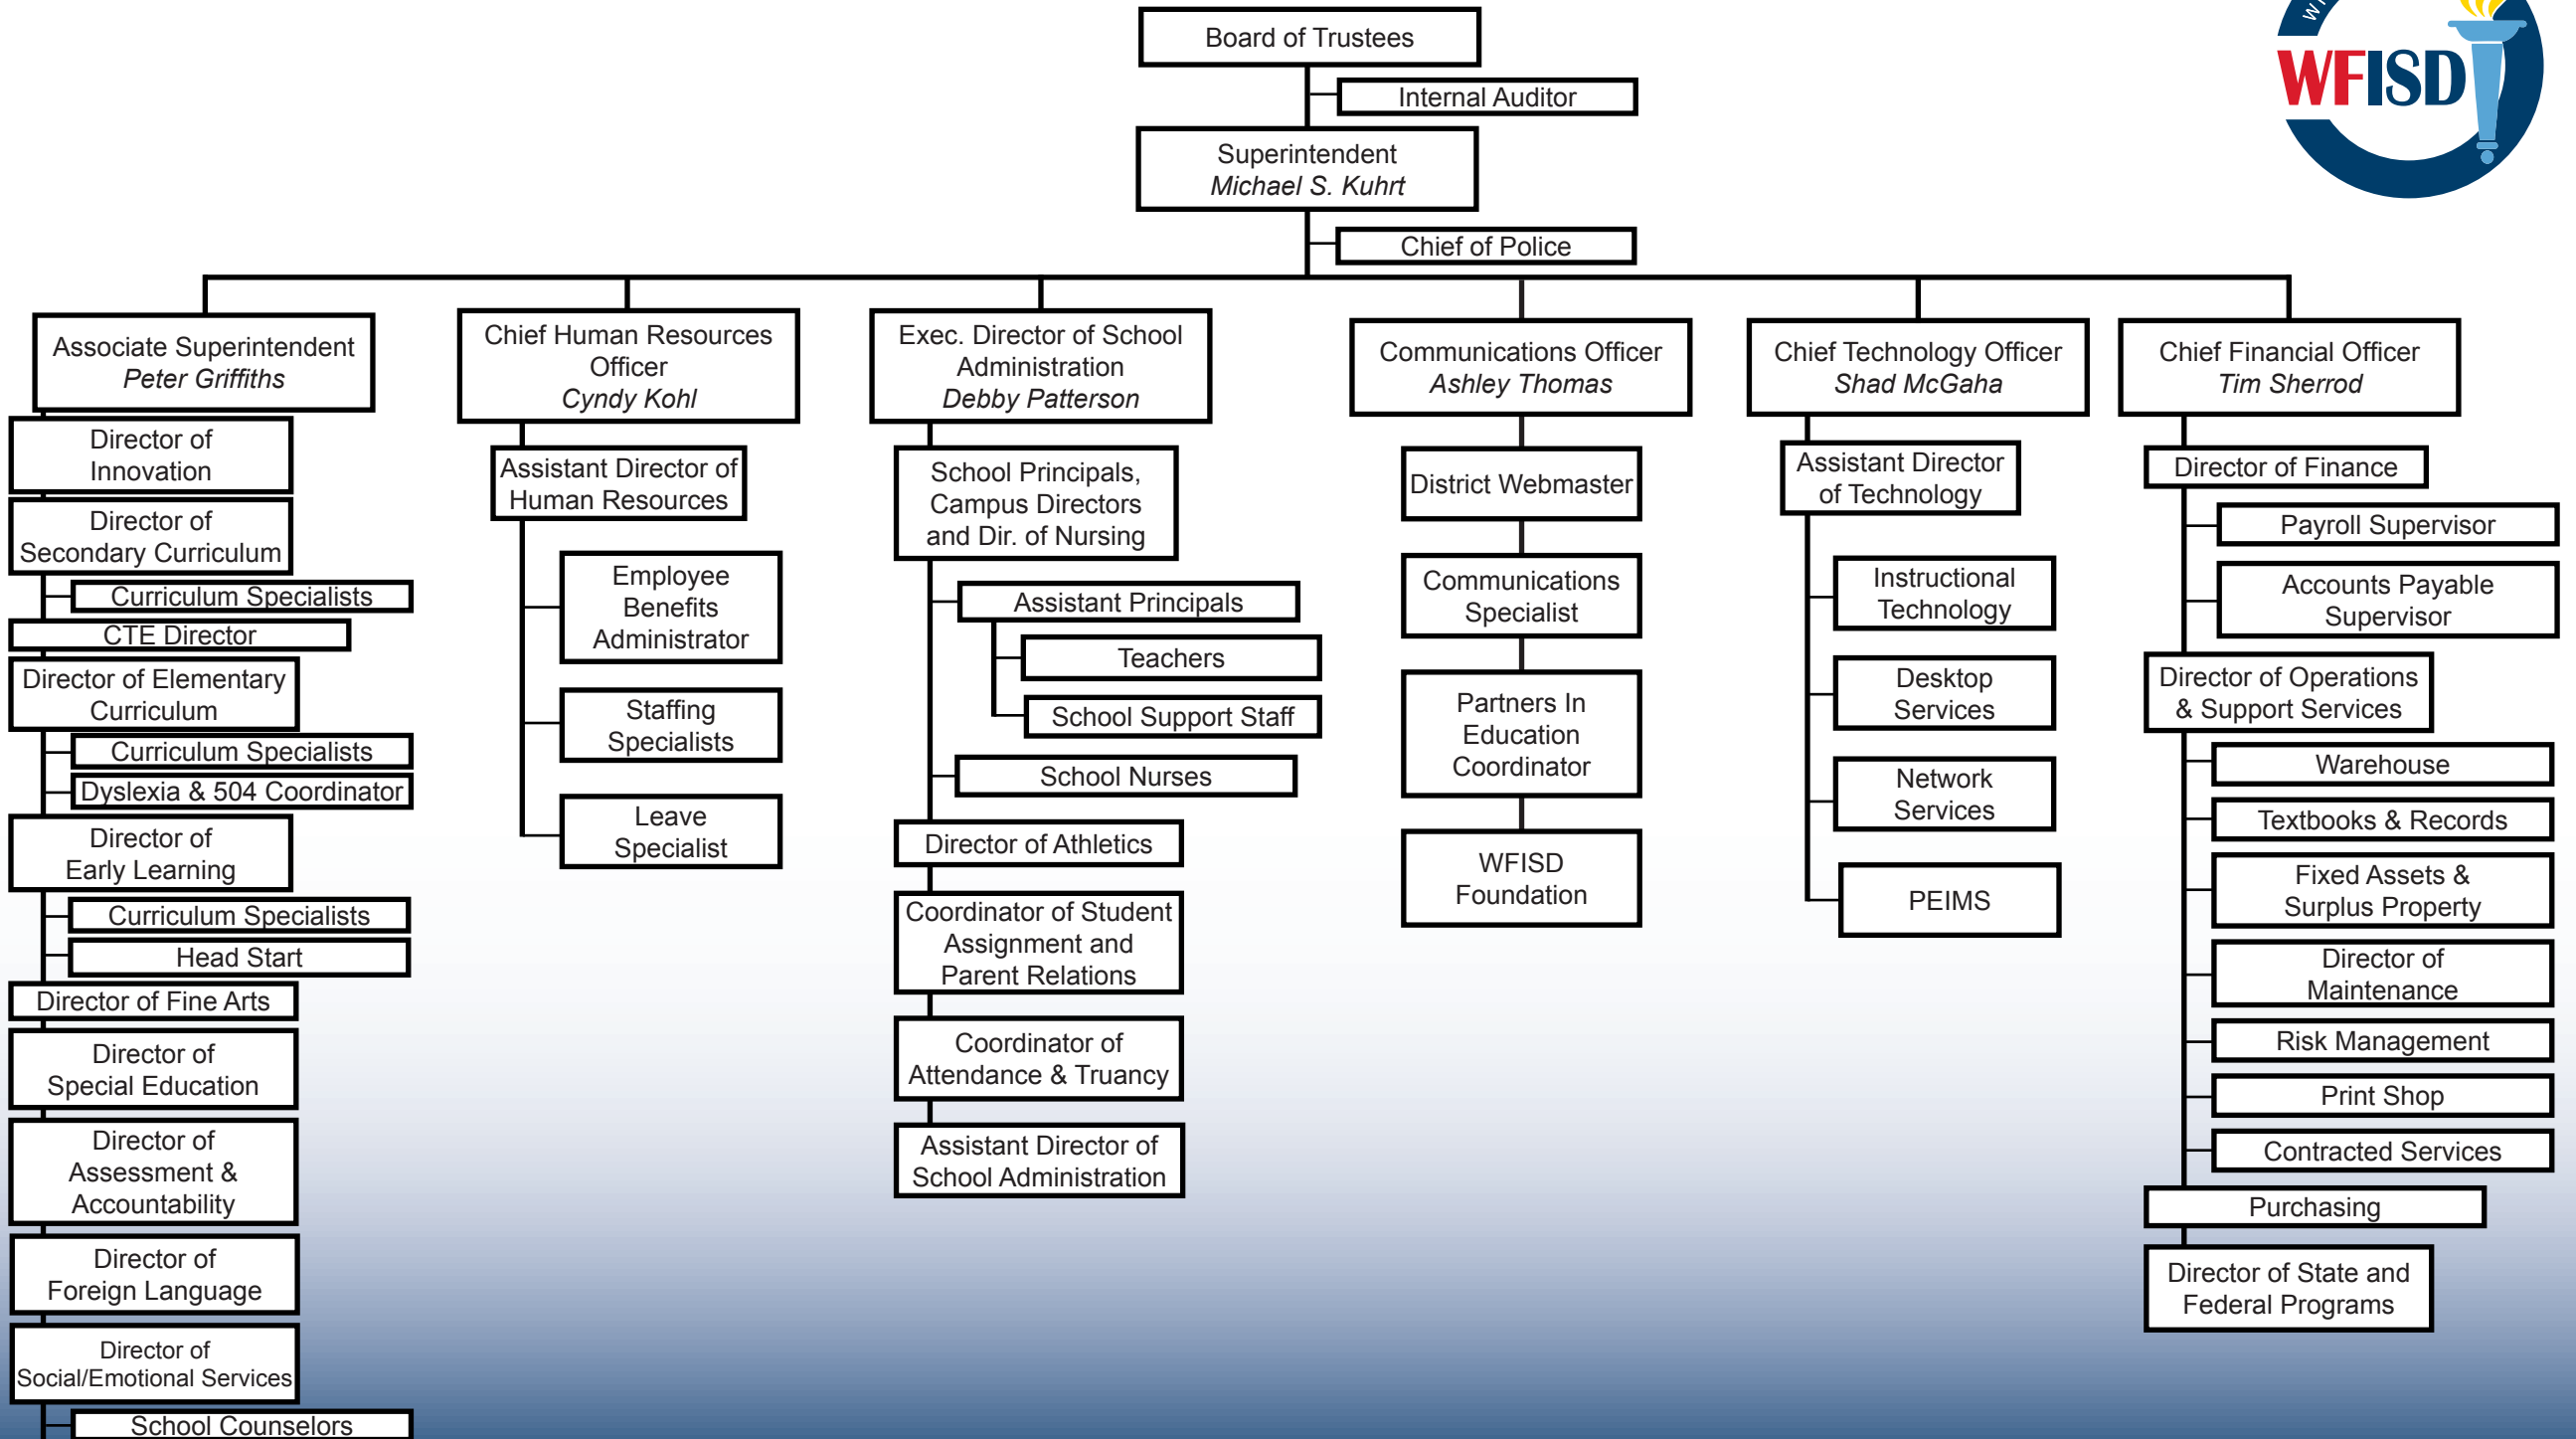 Board of Trustees
Internal Auditor
WFISD
Superintendent
Michael S. Kuhrt
Chief of Police
Associate Superintendent
Peter Griffiths
Director of
Innovation
Director of
Secondary Curriculum
Curriculum Specialists
CTE Director
Director of Elementary
Curriculum
Curriculum Specialists
Dyslexia & 504 Coordinator
Director of
Early Learning
Curriculum Specialists
Head Start
Director of Fine Arts
Director of
Special Education
Director of
Assessment &
Accountability
Director of
Foreign Language
Director of
Social/Emotional Services
School Counselors
Chief Human Resources
Officer
Cyndy Kohl
Assistant Director of
Human Resources
Employee
Benefits
Administrator
Staffing
Specialists
Leave
Specialist
Exec. Director of School
Administration
Debby Patterson
School Principals,
Campus Directors
and Dir. of Nursing
Assistant Principals
Teachers
School Support Staff
School Nurses
Director of Athletics
Coordinator of Student
Assignment and
Parent Relations
Coordinator of
Attendance & Truancy
Assistant Director of
School Administration
Communications Officer
Ashley Thomas
District Webmaster
Communications
Specialist
Partners In
Education
Coordinator
WFISD
Foundation
Chief Technology Officer
Shad McGaha
Assistant Director
of Technology
Instructional
Technology
Desktop
Services
Network
Services
PEIMS
Chief Financial Officer
Tim Sherrod
Director of Finance
Payroll Supervisor
Accounts Payable
Supervisor
Director of Operations
& Support Services
Warehouse
Textbooks & Records
Fixed Assets &
Surplus Property
Director of
Maintenance
Risk Management
Print Shop
Contracted Services
Purchasing
Director of State and
Federal Programs